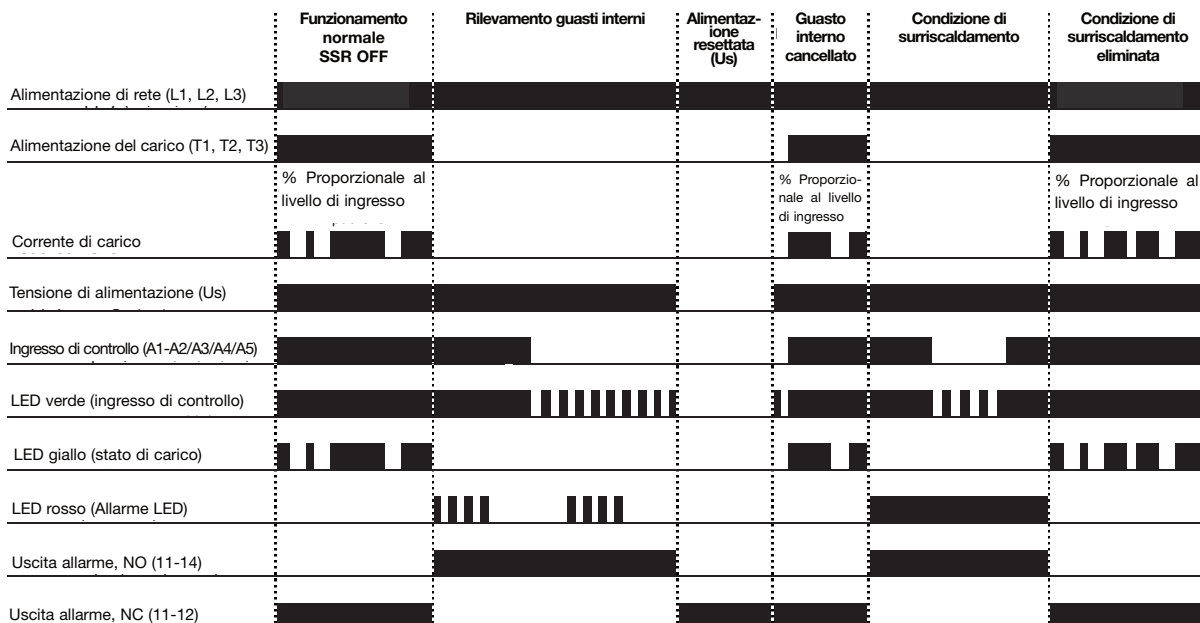 Funzionamento
normale
SSR OFF
Rilevamento guasti interni
Alimentaz-
ione
resettata
(Us)
Guasto
interno
cancellato
Condizione di
surriscaldamento
Condizione di
surriscaldamento
eliminata
Alimentazione di rete (L1, L2, L3)
Alimentazione del carico (T1, T2, T3)
% Proporzionale al
livello di ingresso
% Proporzio-
nale al livello
di ingresso
% Proporzionale al
livello di ingresso
Corrente di carico
Tensione di alimentazione (Us)
Ingresso di controllo (A1-A2/A3/A4/A5)
LED verde (ingresso di controllo)
LED giallo (stato di carico)
LED rosso (Allarme LED)
Uscita allarme, NO (11-14)
Uscita allarme, NC (11-12)